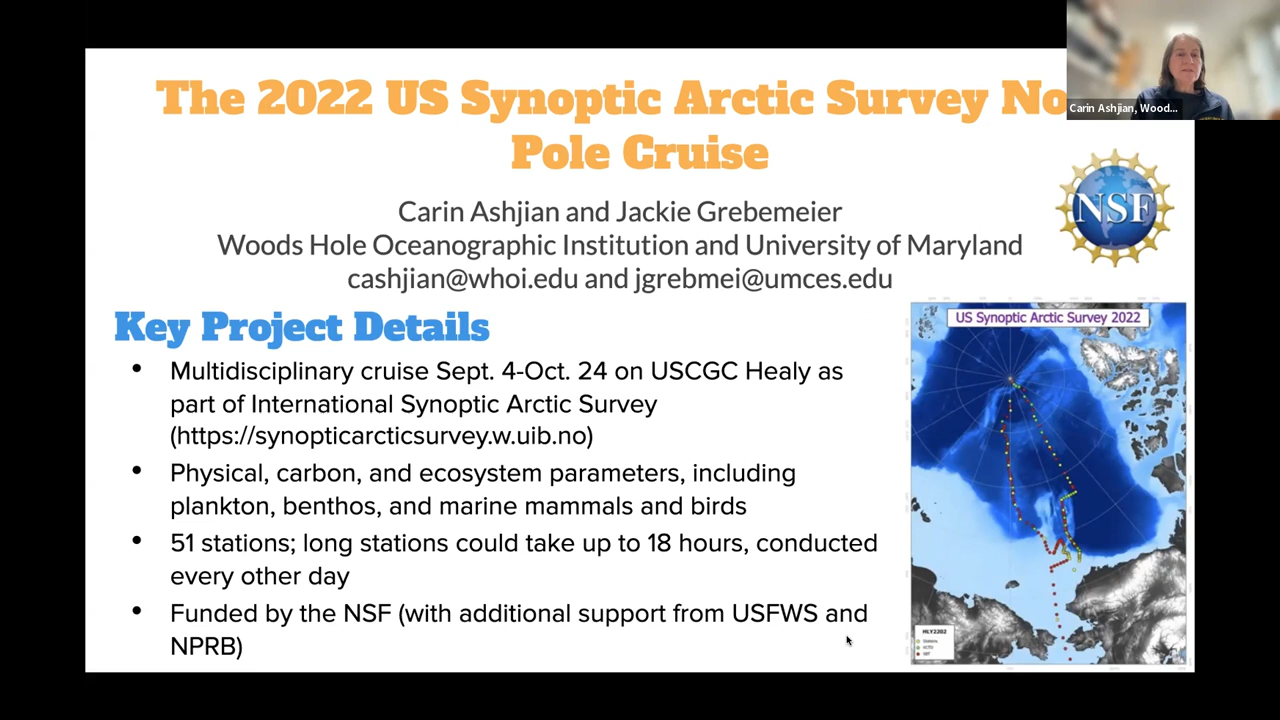 The 2022 US Synoptic Arctic Survey No
Carin Ashjian, Wood...
Pole Cruise
NSF
Carin Ashjian and Jackie Grebemeier
Woods Hole Oceanographic Institution and University of Maryland
cashjian@whoi.edu and jgrebmei@umces.edu
Key Project Details
US Synoptic Arctic Survey 2022
• Multidisciplinary cruise Sept. 4-Oct. 24 on USCGC Healy as
part of International Synoptic Arctic Survey
(https://synopticarcticsurvey.w.uib.no)
• Physical, carbon, and ecosystem parameters, including
plankton, benthos, and marine mammals and birds
• 51 stations; long stations could take up to 18 hours, conducted
every other day
• Funded by the NSF (with additional support from USFWS and
NPRB)
HLY2202